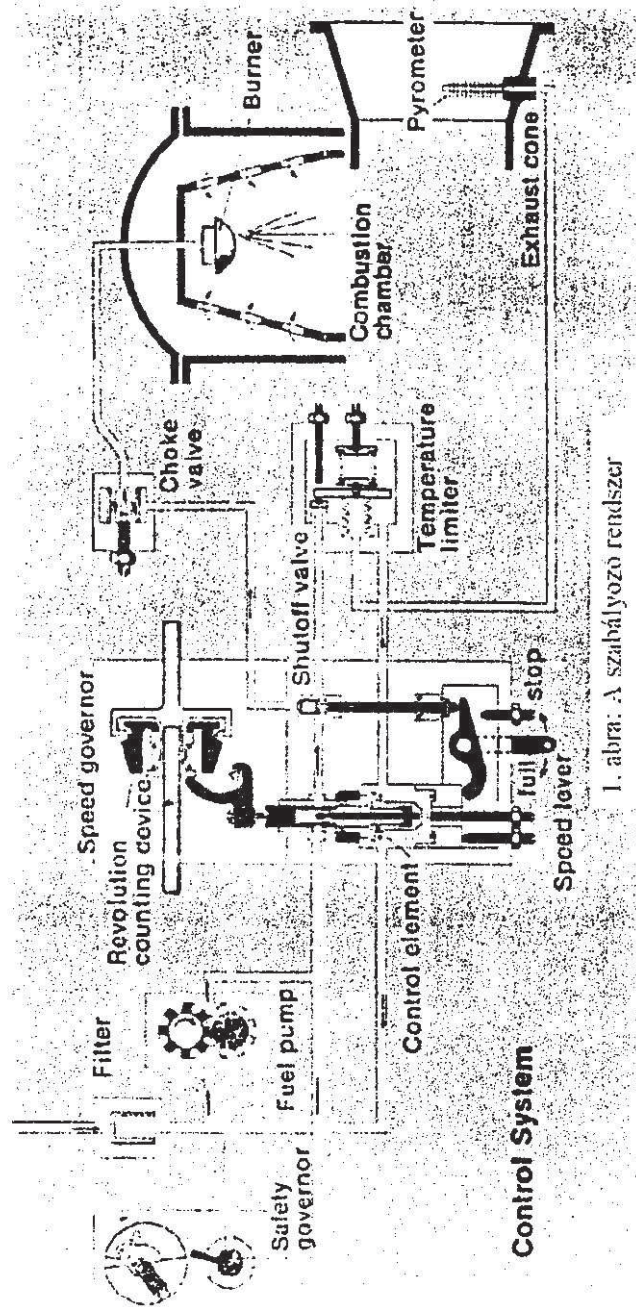 Filter
Fuel pump
Safety
governor
Speed governor
Revolution
counting device
Control element
Shutoff valve
full
stop
Speed lever
Choke
valve
Temperature
limiter
Burner
Combustion
chamber
Pyrometer
Exhaust cone
Control System
1. ábra: A szabályozó rendszer